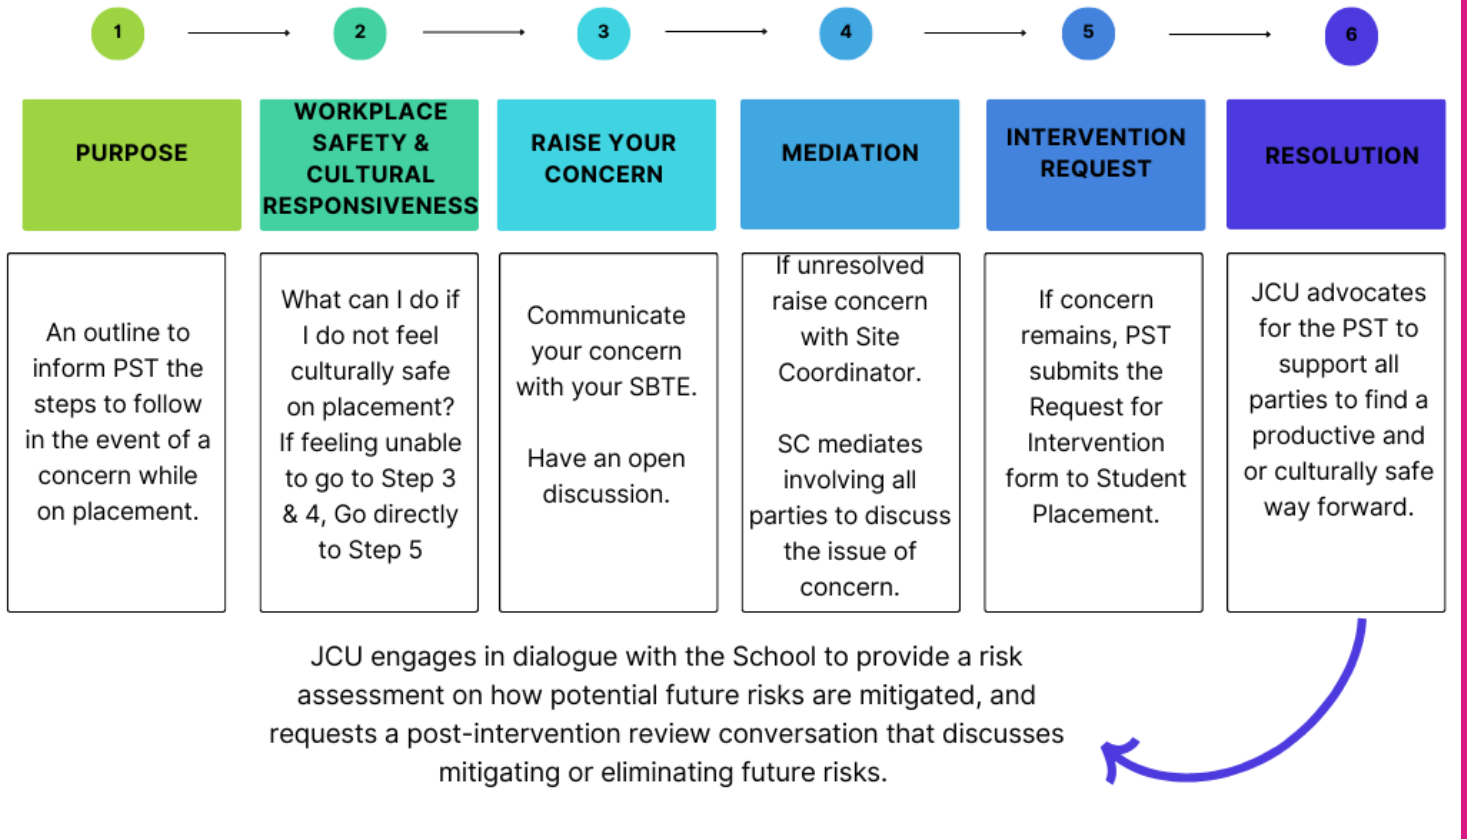 1
2
3
4
5
6
PURPOSE
WORKPLACE
SAFETY &
CULTURAL
RESPONSIVENESS
RAISE YOUR
CONCERN
MEDIATION
INTERVENTION
REQUEST
RESOLUTION
An outline to
inform PST the
steps to follow
in the event of a
concern while
on placement.
What can I do if
I do not feel
culturally safe
on placement?
If feeling unable
to go to Step 3
& 4, Go directly
to Step 5
Communicate
your concern
with your SBTE.
Have an open
discussion.
If unresolved
raise concern
with Site
Coordinator.
SC mediates
involving all
parties to discuss
the issue of
concern.
If concern
remains, PST
submits the
Request for
Intervention
form to Student
Placement.
JCU advocates
for the PST to
support all
parties to find a
productive and
or culturally safe
way forward.
JCU engages in dialogue with the School to provide a risk
assessment on how potential future risks are mitigated, and
requests a post-intervention review conversation that discusses
mitigating or eliminating future risks.